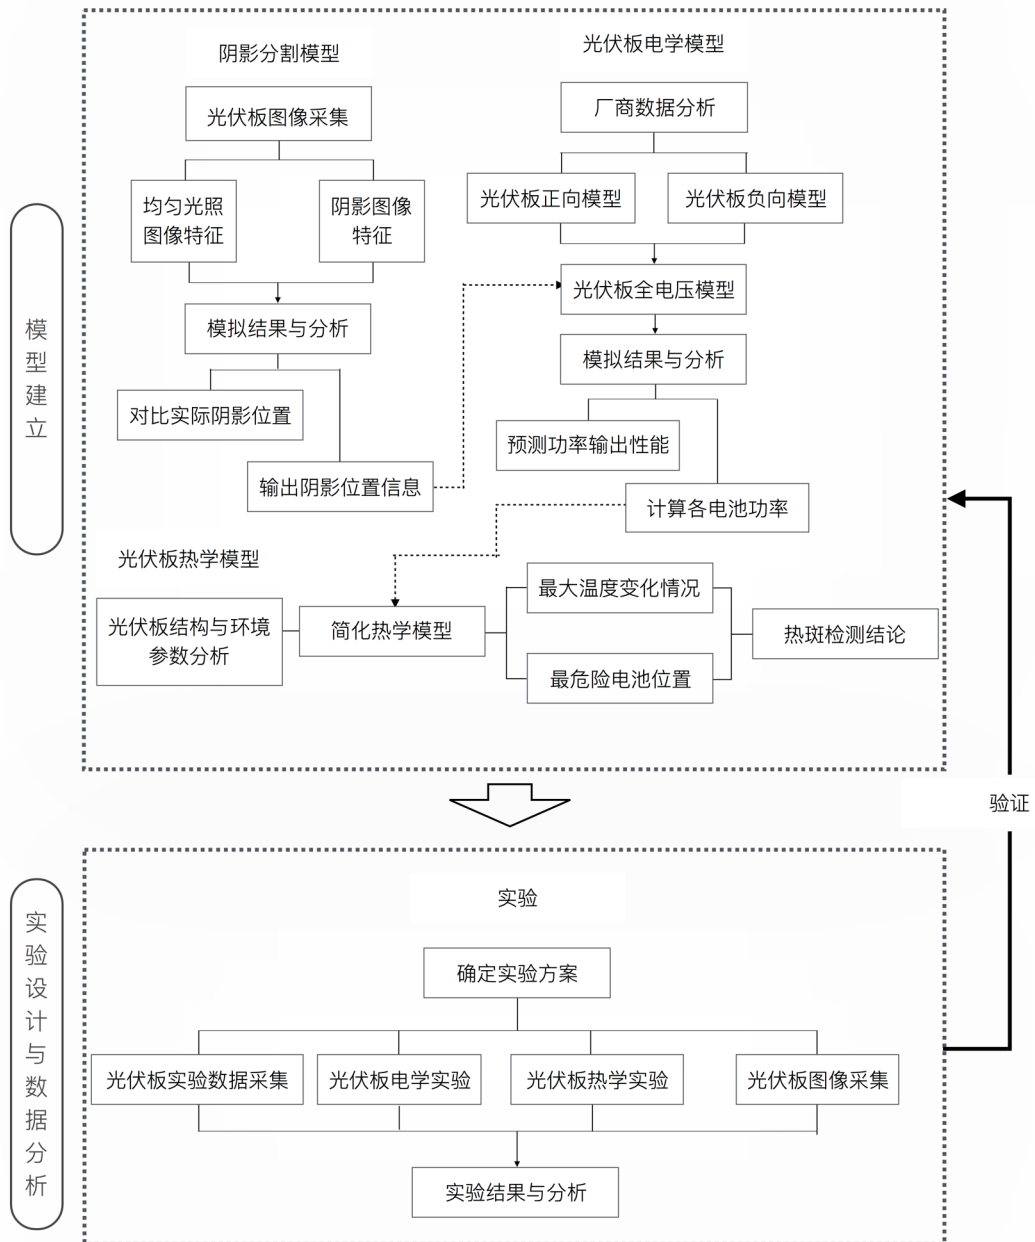 模型建立
阴影分割模型
光伏板图像采集
均匀光照
图像特征
阴影图像
特征
模拟结果与分析
对比实际阴影位置
输出阴影位置信息
光伏板电学模型
厂商数据分析
光伏板正向模型
光伏板负向模型
光伏板全电压模型
模拟结果与分析
预测功率输出性能
计算各电池功率
光伏板热学模型
光伏板结构与环境
参数分析
简化热学模型
最大温度变化情况
最危险电池位置
热斑检测结论
验证
实验设计与数据分析
实验
确定实验方案
光伏板实验数据采集
光伏板电学实验
光伏板热学实验
光伏板图像采集
实验结果与分析